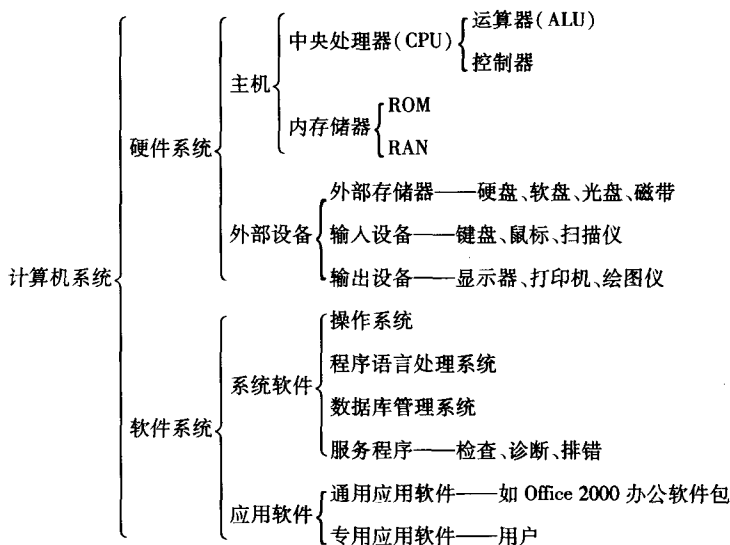 计算机系统
硬件系统
主机
中央处理器(CPU)
运算器(ALU)
控制器
内存储器
ROM
RAN
外部设备
外部存储器——硬盘、软盘、光盘、磁带
输入设备——键盘、鼠标、扫描仪
输出设备——显示器、打印机、绘图仪
软件系统
系统软件
操作系统
程序语言处理系统
数据库管理系统
服务程序——检查、诊断、排错
应用软件
通用应用软件——如 Office 2000 办公软件包
专用应用软件——用户